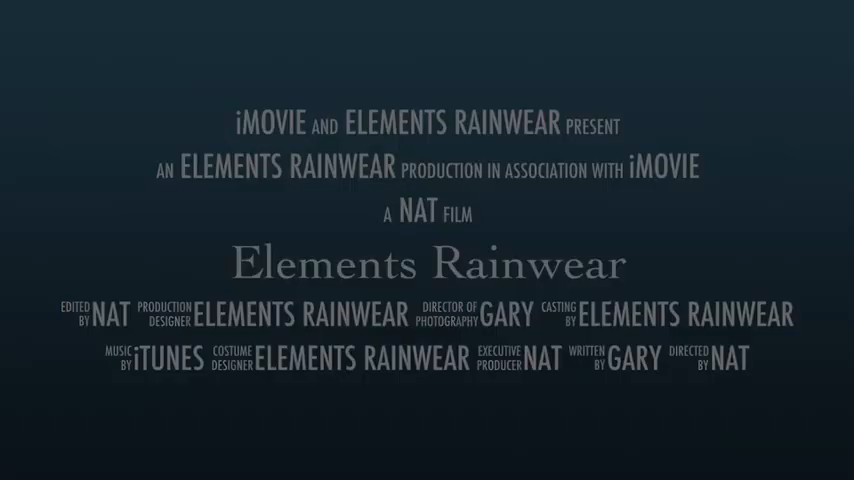 iMOVIE AND ELEMENTS RAINWEAR PRESENT
AN ELEMENTS RAINWEAR PRODUCTION IN ASSOCIATION WITH iMOVIE
A NAT FILM
Elements Rainwear
EDITED BY NAT PRODUCTION DESIGNER ELEMENTS RAINWEAR DIRECTOR OF PHOTOGRAPHY GARY CASTING BY ELEMENTS RAINWEAR
MUSIC BY iTUNES COSTUME DESIGNER ELEMENTS RAINWEAR EXECUTIVE PRODUCER NAT WRITTEN BY GARY DIRECTED BY NAT